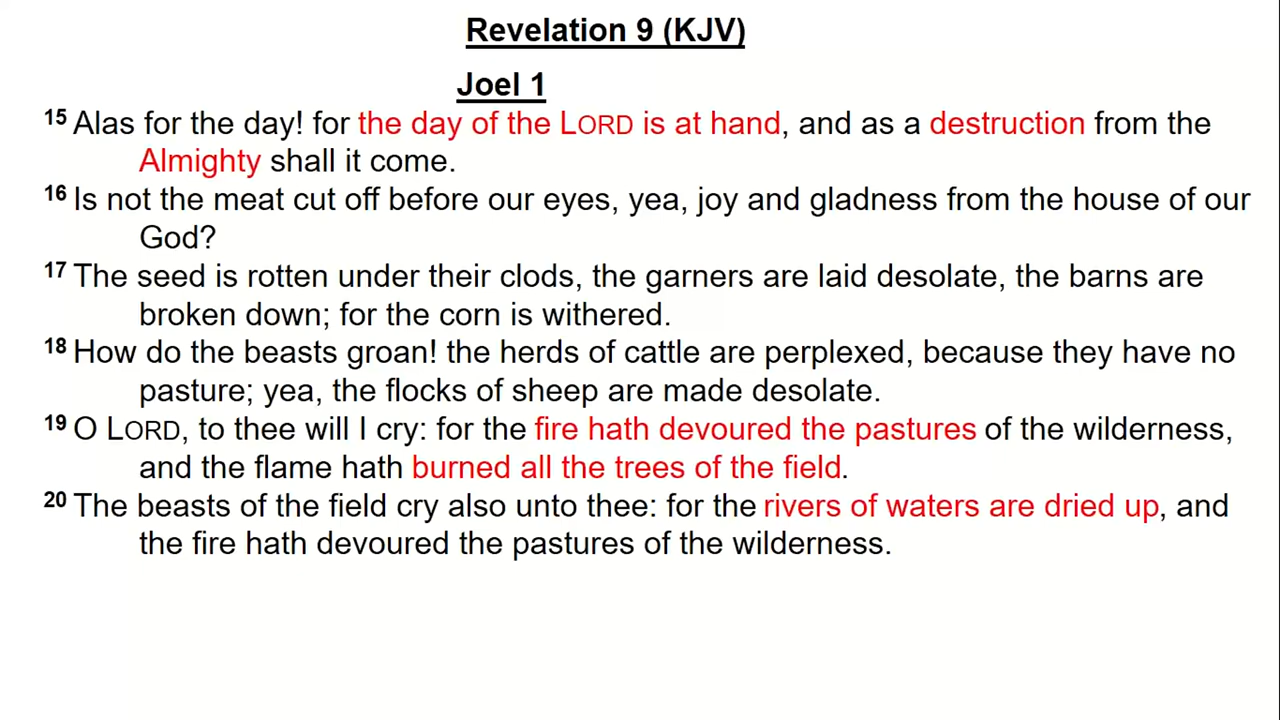 Revelation 9 (KJV)
Joel 1
15 Alas for the day! for the day of the LORD is at hand, and as a destruction from the
Almighty shall it come.
16 Is not the meat cut off before our eyes, yea, joy and gladness from the house of our
God?
17 The seed is rotten under their clods, the garners are laid desolate, the barns are
broken down; for the corn is withered.
18 How do the beasts groan! the herds of cattle are perplexed, because they have no
pasture; yea, the flocks of sheep are made desolate.
19 O LORD, to thee will I cry: for the fire hath devoured the pastures of the wilderness,
and the flame hath burned all the trees of the field.
20 The beasts of the field cry also unto thee: for the rivers of waters are dried up, and
the fire hath devoured the pastures of the wilderness.